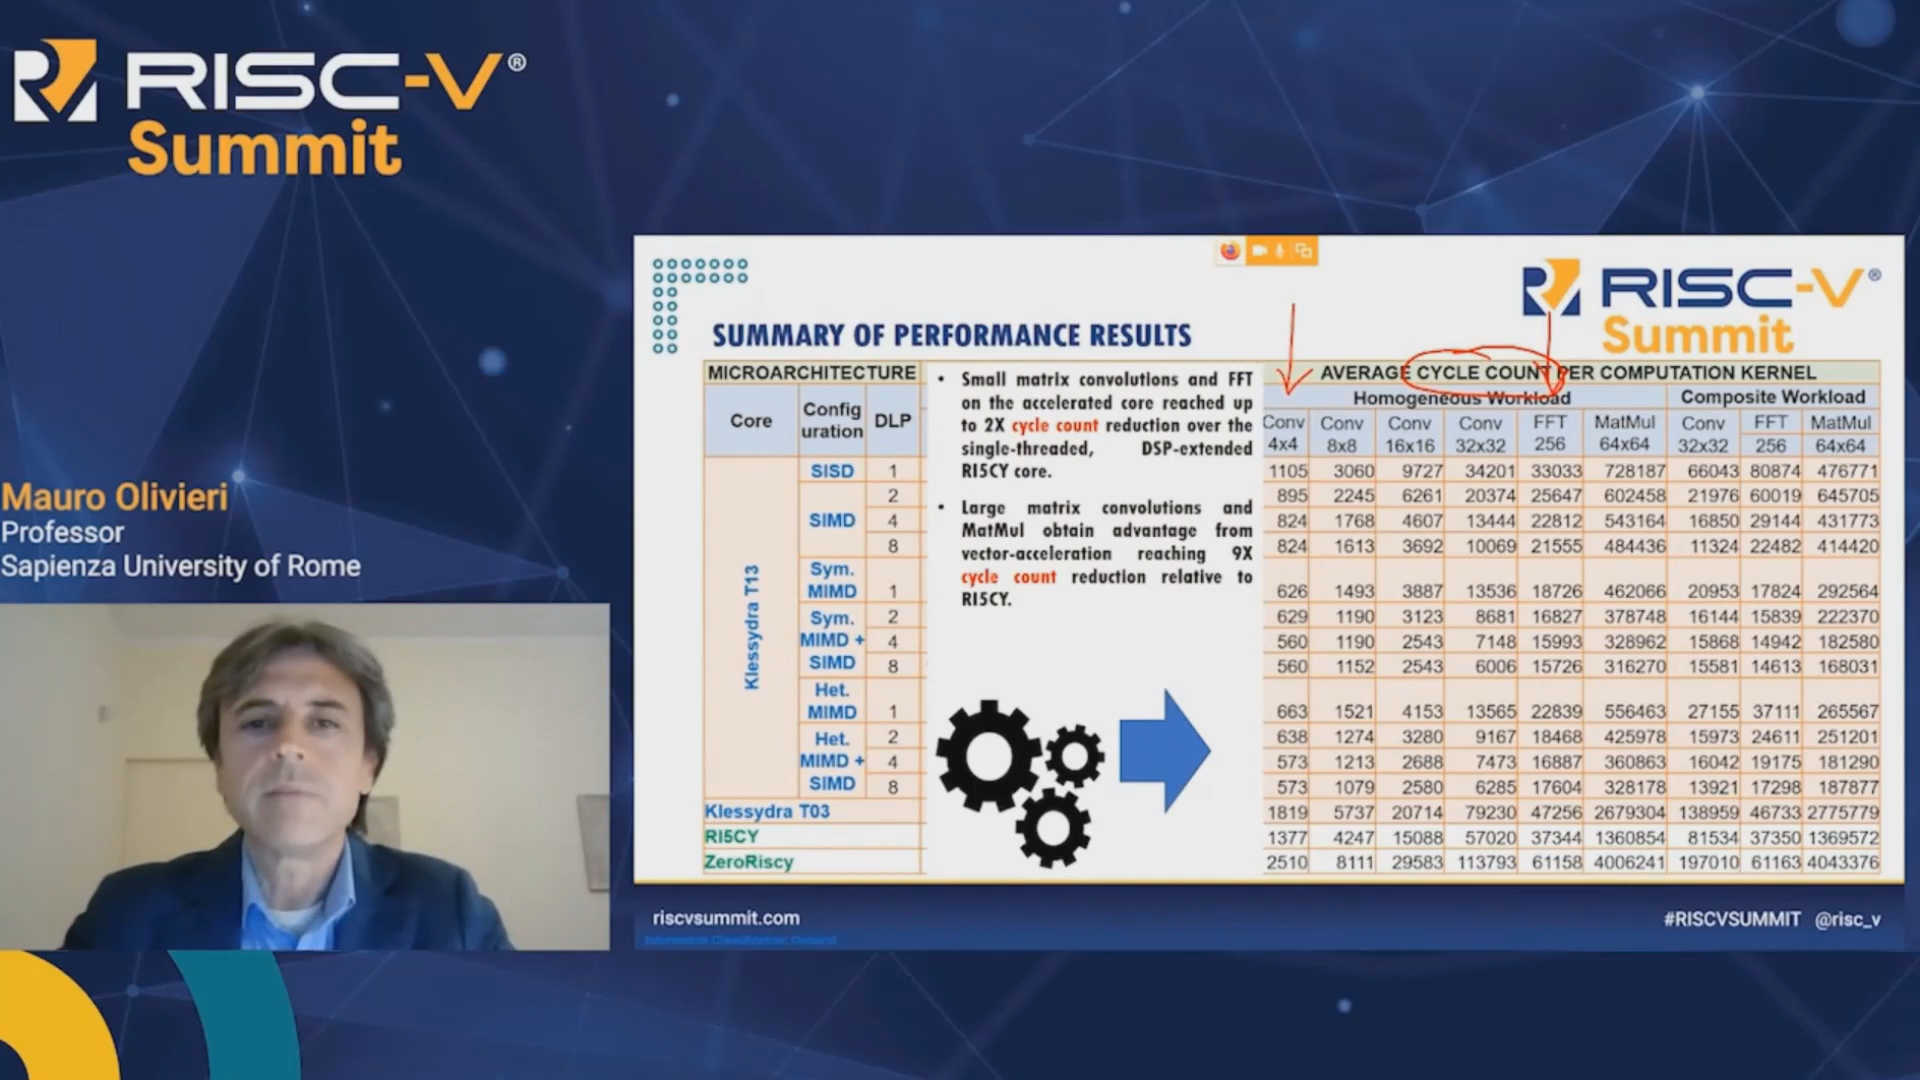 RISC-V®
Summit
Mauro Olivieri
Professor
Sapienza University of Rome
RISC-V®
Summit
SUMMARY OF PERFORMANCE RESULTS
MICROARCHITECTURE
Core Configuration DLP
Klessydra T13
SISD 1
SIMD 2
4
8
Sym. MIMD 1
Sym. MIMD + SIMD 2
4
8
Het. MIMD 1
Het. MIMD + SIMD 2
4
8
Klessydra T03
RI5CY
ZeroRiscy
• Small matrix convolutions and FFT
on the accelerated core reached up
to 2X cycle count reduction over the
single-threaded, DSP-extended
RI5CY core.
• Large matrix convolutions and
MatMul obtain advantage from
vector-acceleration reaching 9X
cycle count reduction relative to
RI5CY.
AVERAGE CYCLE COUNT PER COMPUTATION KERNEL
Homogeneous Workload Composite Workload
Conv Conv Conv Conv FFT MatMul Conv FFT MatMul
4x4 8x8 16x16 32x32 256 64x64 32x32 256 64x64
1105 3060 9727 34201 33033 728187 66043 80874 476771
895 2245 6261 20374 25647 602458 21976 60019 645705
824 1768 4607 13444 22812 543164 16850 29144 431773
824 1613 3692 10069 21555 484436 11324 22482 414420
626 1493 3887 13536 18726 462066 20953 17824 292564
629 1190 3123 8681 16827 378748 16144 15839 222370
560 1190 2543 7148 15993 328962 15868 14942 182580
560 1152 2543 6006 15726 316270 15581 14613 168031
663 1521 4153 13565 22839 556463 27155 37111 265567
638 1274 3280 9167 18468 425978 15973 24611 251201
573 1213 2688 7473 16887 360863 16042 19175 181290
573 1079 2580 6285 17604 328178 13921 17298 187877
1819 5737 20714 79230 47256 2679304 138959 46733 2775779
1377 4247 15088 57020 37344 1360854 81534 37350 1369572
2510 8111 29583 113793 61158 4006241 197010 61163 4043376
riscvsummit.com
#RISCVSUMMIT @risc_v
Information Classification: General